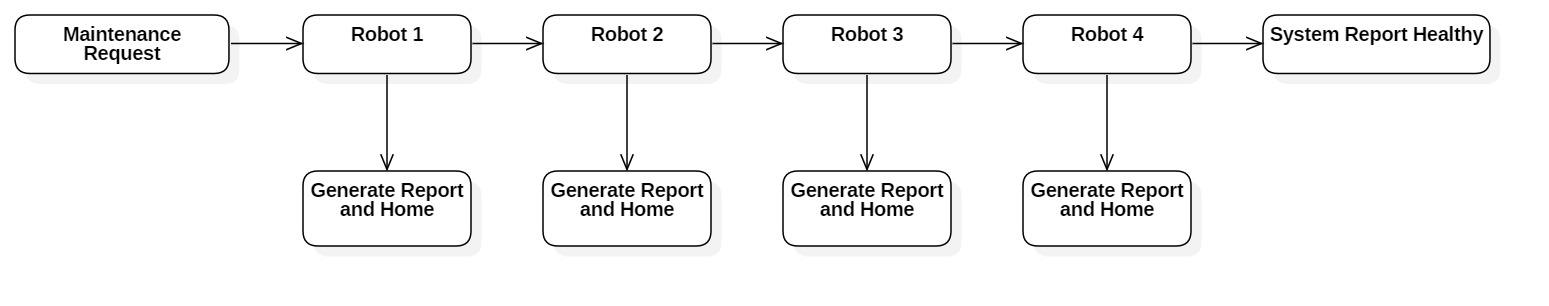 Maintenance
Request
Robot 1
Robot 2
Robot 3
Robot 4
System Report Healthy
Generate Report
and Home
Generate Report
and Home
Generate Report
and Home
Generate Report
and Home